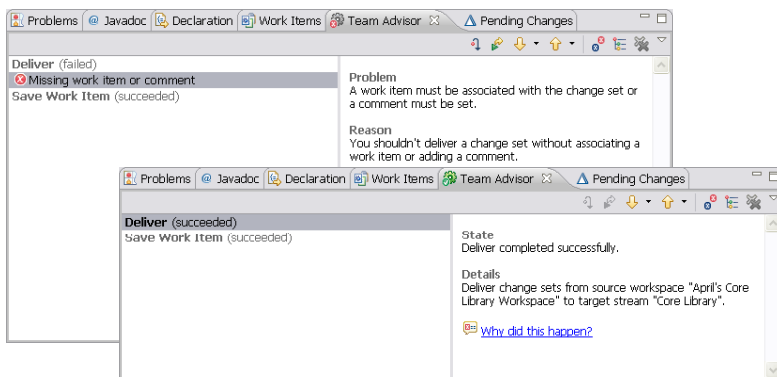 Problems @ Javadoc Declaration Work Items Team Advisor Pending Changes
Deliver (failed)
Missing work item or comment
Save Work Item (succeeded)
Problem
A work item must be associated with the change set or
a comment must be set.
Reason
You shouldn't deliver a change set without associating a
work item or adding a comment.
Problems @ Javadoc Declaration Work Items Team Advisor Pending Changes
Deliver (succeeded)
Save Work Item (succeeded)
State
Deliver completed successfully.
Details
Deliver change sets from source workspace "April's Core
Library Workspace" to target stream "Core Library".
Why did this happen?